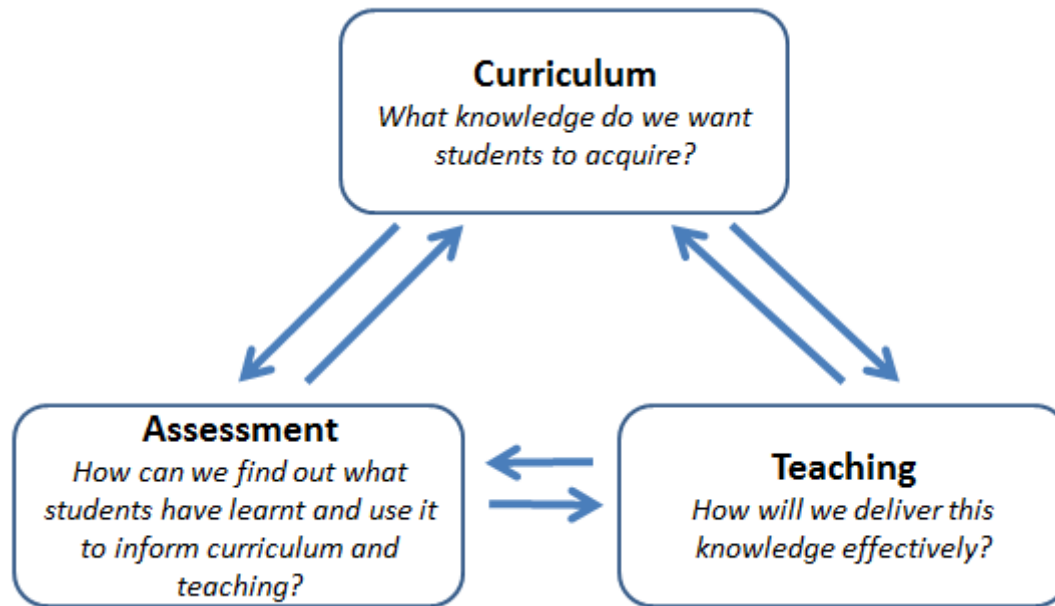 Curriculum
What knowledge do we want
students to acquire?
Assessment
How can we find out what
students have learnt and use it
to inform curriculum and
teaching?
Teaching
How will we deliver this
knowledge effectively?